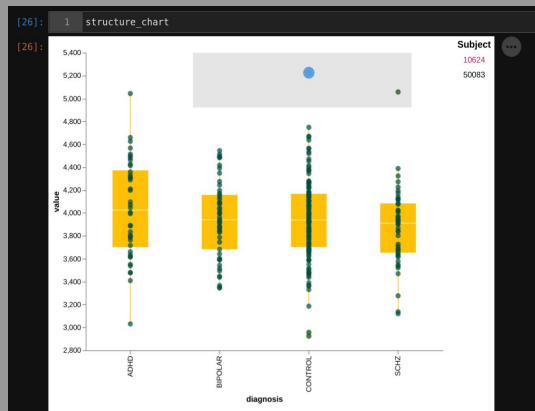 [26]: 1 structure_chart
[26]:
Subject
10624
50083
5,400
5,200
5,000
4,800
4,600
4,400
4,200
4,000
3,800
3,600
3,400
3,200
3,000
2,800
value
ADHD
BIPOLAR
CONTROL
SCHZ
diagnosis